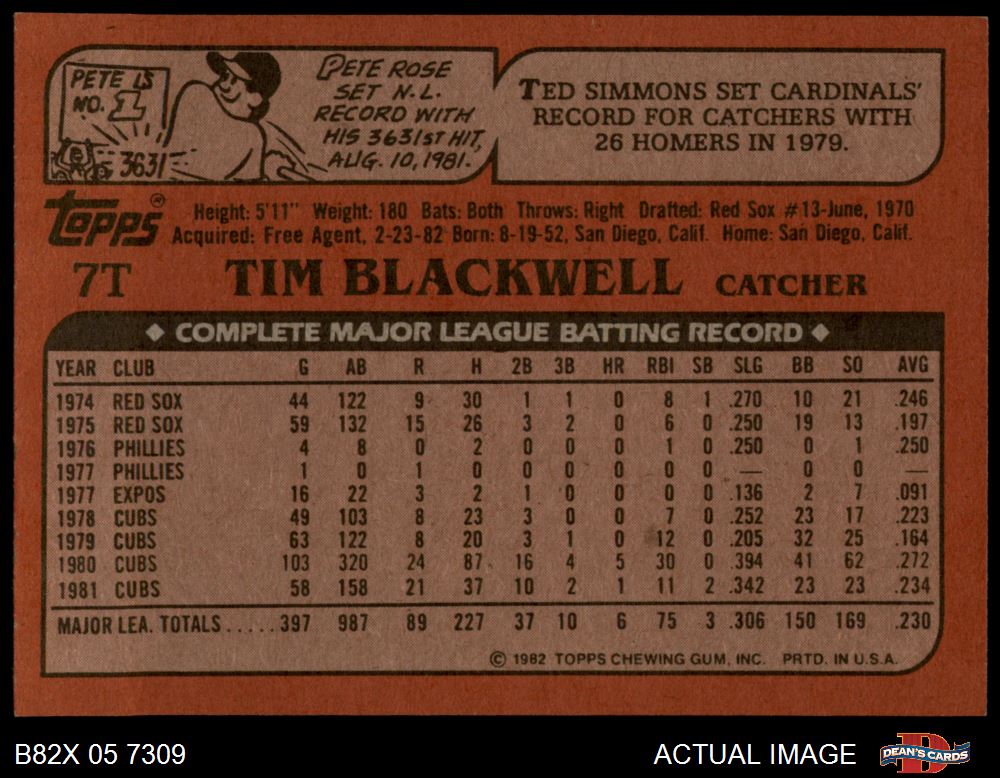 PETE IS
NO. 1
3631
PETE ROSE
SET N.L.
RECORD WITH
HIS 3631ST HIT,
AUG. 10, 1981.
TED SIMMONS SET CARDINALS'
RECORD FOR CATCHERS WITH
26 HOMERS IN 1979.
Topps®
Height: 5'11" Weight: 180 Bats: Both Throws: Right Drafted: Red Sox #13-June, 1970
Acquired: Free Agent, 2-23-82 Born: 8-19-52, San Diego, Calif. Home: San Diego, Calif.
7T TIM BLACKWELL CATCHER
◆ COMPLETE MAJOR LEAGUE BATTING RECORD ◆
YEAR CLUB G AB R H 2B 3B HR RBI SB SLG BB SO AVG
1974 RED SOX 44 122 9 30 1 1 0 8 1 .270 10 21 .246
1975 RED SOX 59 132 15 26 3 2 0 6 0 .250 19 13 .197
1976 PHILLIES 4 8 0 2 0 0 0 1 0 .250 0 1 .250
1977 PHILLIES 1 0 1 0 0 0 0 0 0 — 0 0 —
1977 EXPOS 16 22 3 2 1 0 0 0 0 .136 2 7 .091
1978 CUBS 49 103 8 23 3 0 0 7 0 .252 23 17 .223
1979 CUBS 63 122 8 20 3 1 0 12 0 .205 32 25 .164
1980 CUBS 103 320 24 87 16 4 5 30 0 .394 41 62 .272
1981 CUBS 58 158 21 37 10 2 1 11 2 .342 23 23 .234
MAJOR LEA. TOTALS.....397 987 89 227 37 10 6 75 3 .306 150 169 .230
© 1982 TOPPS CHEWING GUM, INC. PRTD. IN U.S.A.
B82X 05 7309 ACTUAL IMAGE DEAN'S CARDS